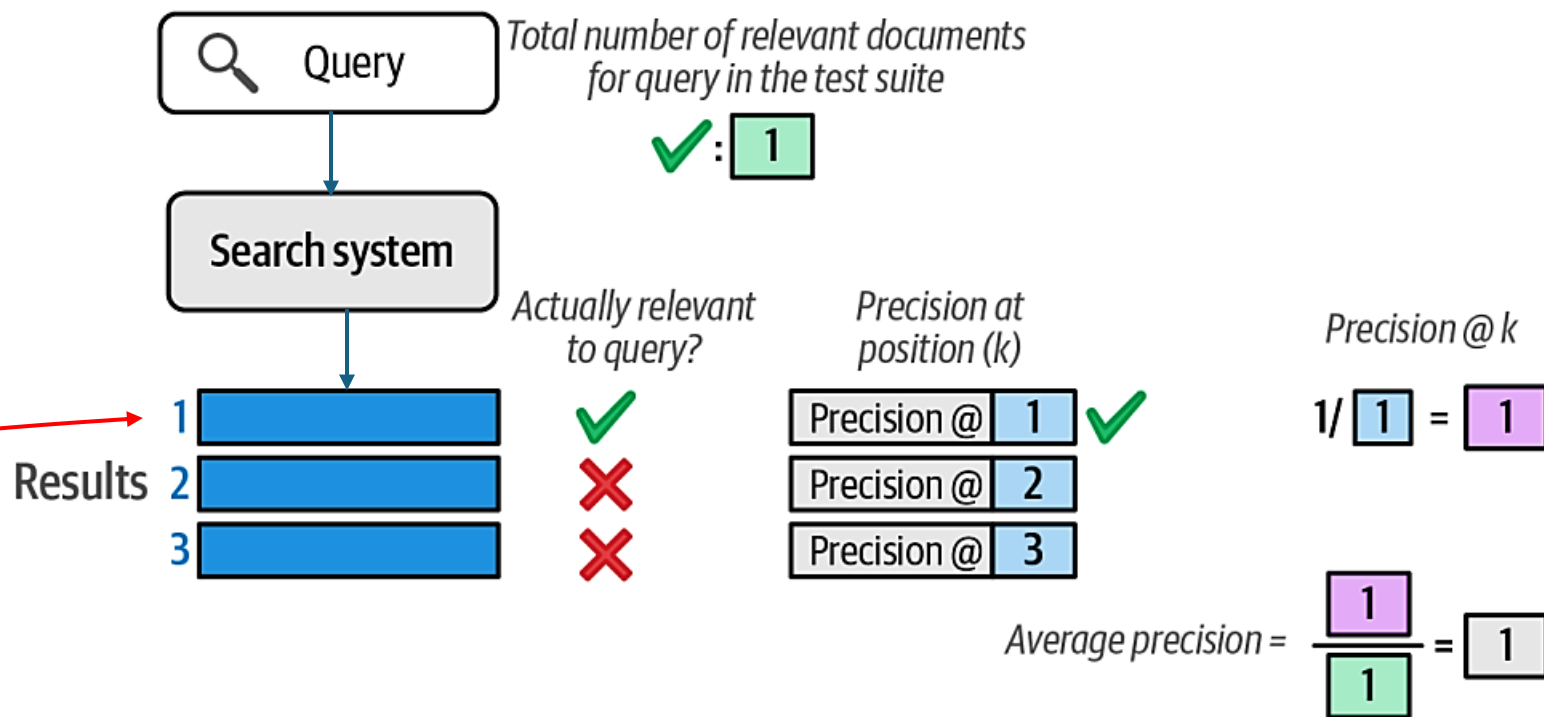 Query
Total number of relevant documents
for query in the test suite
: 1
Search system
Actually relevant
to query?
Precision at
position (k)
Precision @ k
Results
1
2
3
Precision @ 1
Precision @ 2
Precision @ 3
1/ 1 = 1
Average precision =
1
1
= 1